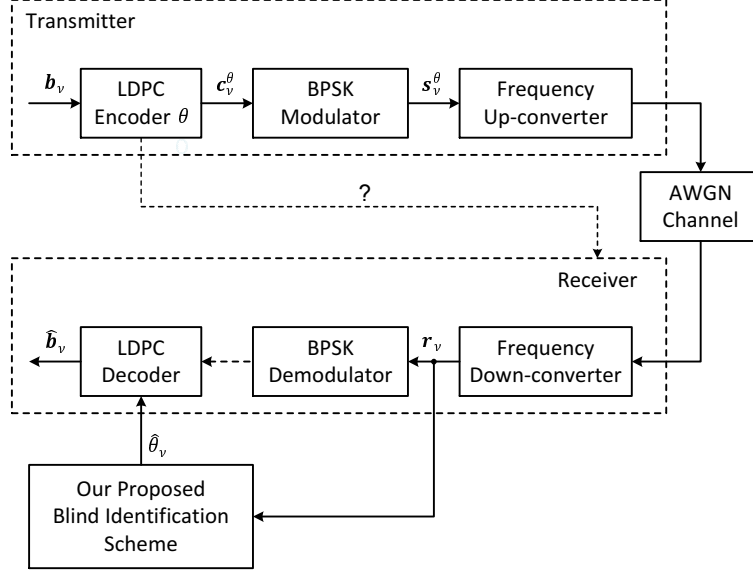 Transmitter
b_ν
LDPC
Encoder θ
c_ν^θ
BPSK
Modulator
s_ν^θ
Frequency
Up-converter
?
AWGN
Channel
Receiver
b̂_ν
LDPC
Decoder
BPSK
Demodulator
r_ν
Frequency
Down-converter
θ̂_ν
Our Proposed
Blind Identification
Scheme